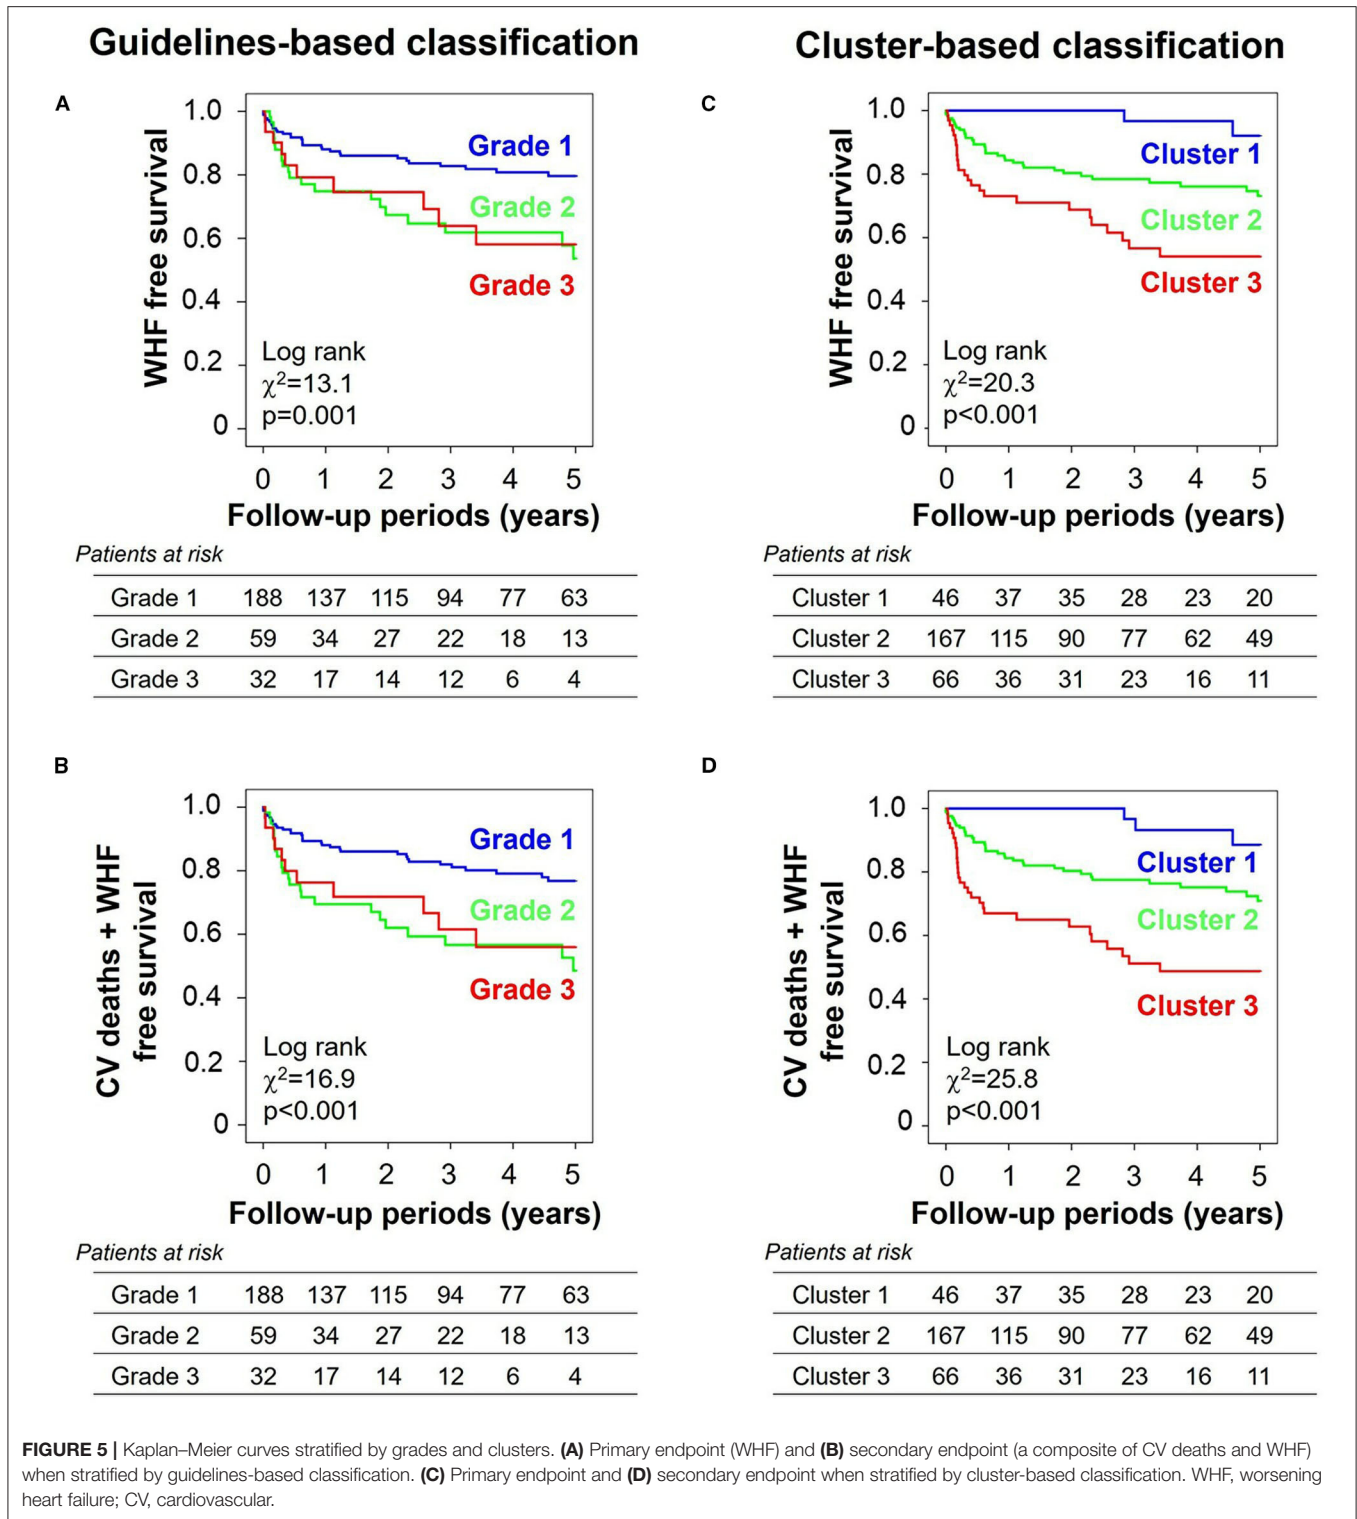 Guidelines-based classification
A
WHF free survival
1.0
0.8
0.6
0.4
0.2
0
Grade 1
Grade 2
Grade 3
Log rank
χ²=13.1
p=0.001
0 1 2 3 4 5
Follow-up periods (years)
Patients at risk
Grade 1 188 137 115 94 77 63
Grade 2 59 34 27 22 18 13
Grade 3 32 17 14 12 6 4
B
CV deaths + WHF
free survival
1.0
0.8
0.6
0.4
0.2
0
Grade 1
Grade 2
Grade 3
Log rank
χ²=16.9
p<0.001
0 1 2 3 4 5
Follow-up periods (years)
Patients at risk
Grade 1 188 137 115 94 77 63
Grade 2 59 34 27 22 18 13
Grade 3 32 17 14 12 6 4
Cluster-based classification
C
WHF free survival
1.0
0.8
0.6
0.4
0.2
0
Cluster 1
Cluster 2
Cluster 3
Log rank
χ²=20.3
p<0.001
0 1 2 3 4 5
Follow-up periods (years)
Patients at risk
Cluster 1 46 37 35 28 23 20
Cluster 2 167 115 90 77 62 49
Cluster 3 66 36 31 23 16 11
D
CV deaths + WHF
free survival
1.0
0.8
0.6
0.4
0.2
0
Cluster 1
Cluster 2
Cluster 3
Log rank
χ²=25.8
p<0.001
0 1 2 3 4 5
Follow-up periods (years)
Patients at risk
Cluster 1 46 37 35 28 23 20
Cluster 2 167 115 90 77 62 49
Cluster 3 66 36 31 23 16 11
FIGURE 5 | Kaplan–Meier curves stratified by grades and clusters. (A) Primary endpoint (WHF) and (B) secondary endpoint (a composite of CV deaths and WHF)
when stratified by guidelines-based classification. (C) Primary endpoint and (D) secondary endpoint when stratified by cluster-based classification. WHF, worsening
heart failure; CV, cardiovascular.